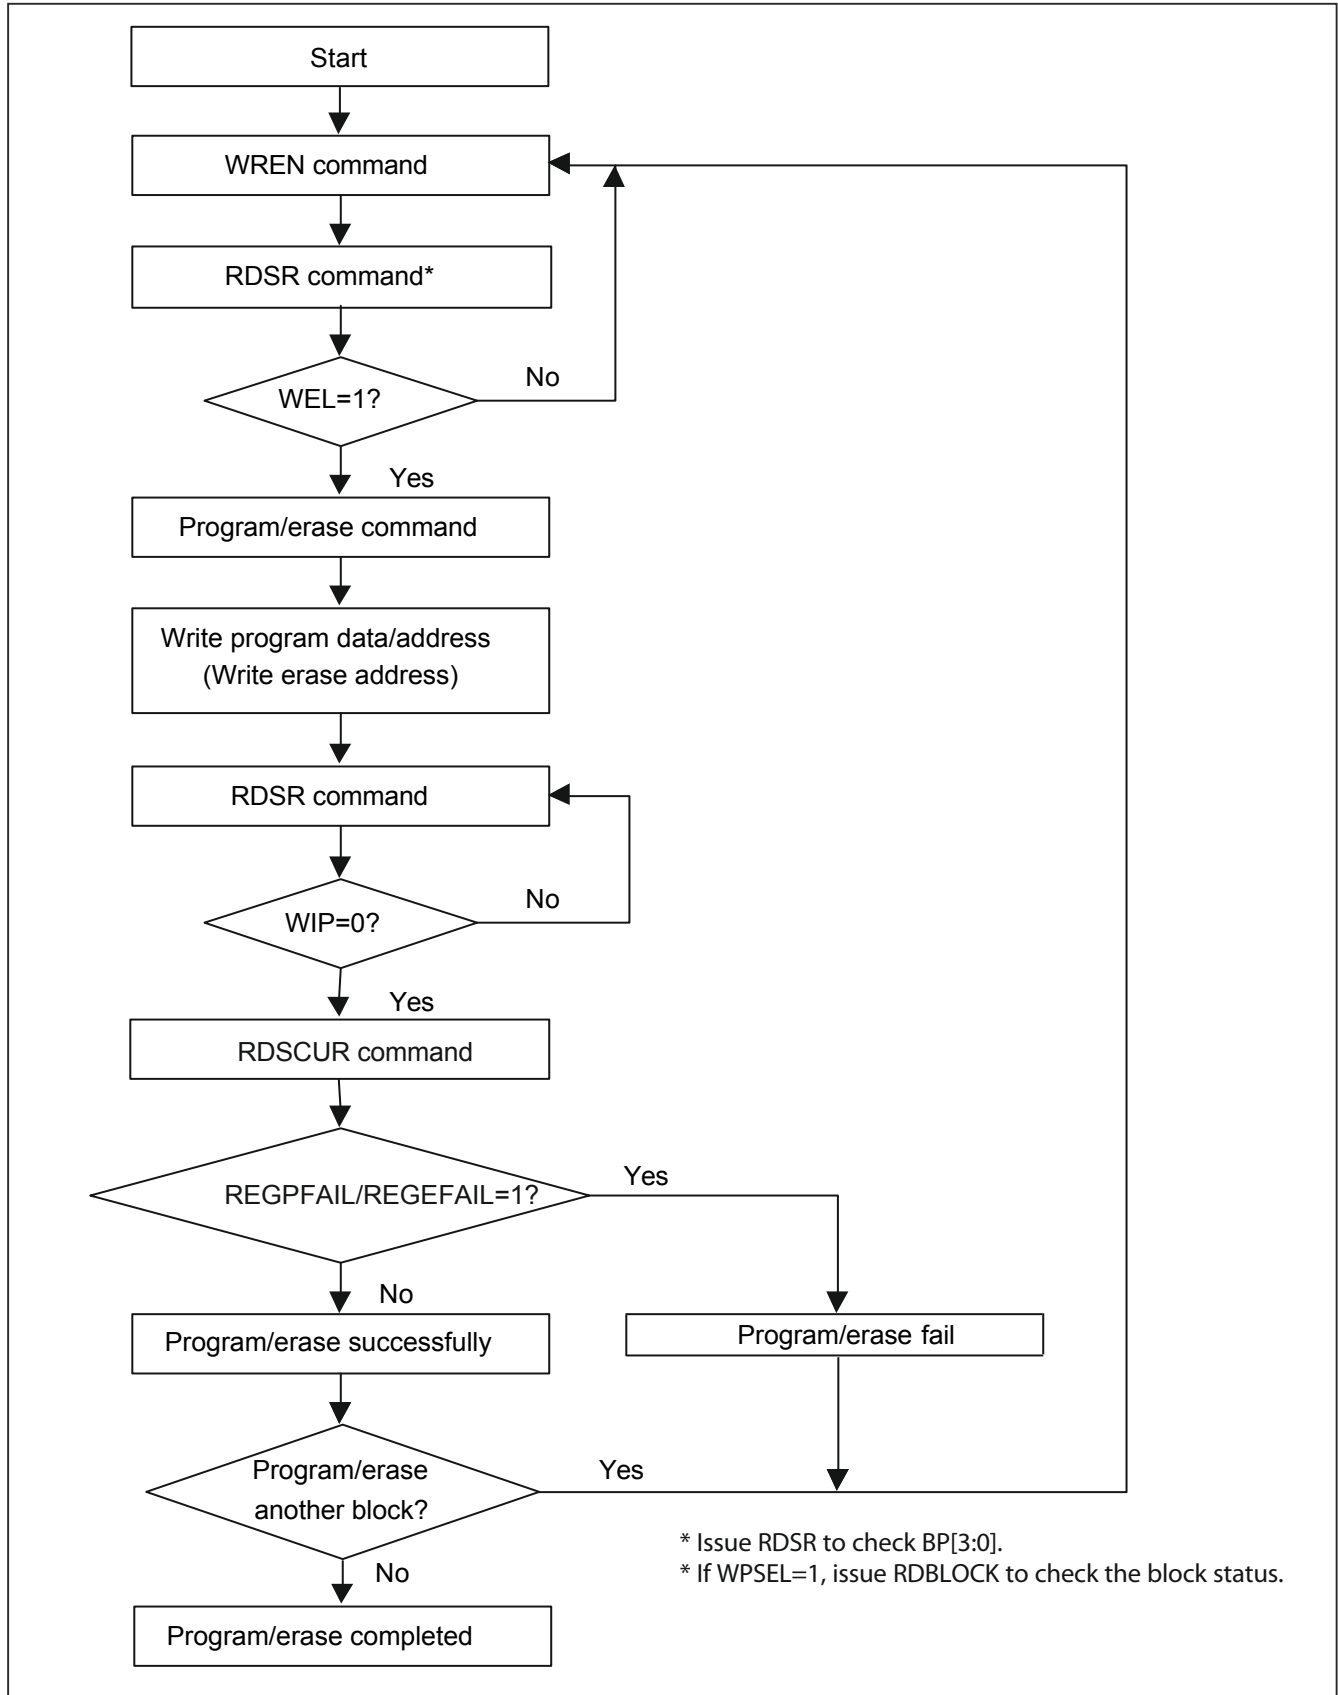 Start
WREN command
RDSR command*
WEL=1?
No
Yes
Program/erase command
Write program data/address
(Write erase address)
RDSR command
WIP=0?
No
Yes
RDSCUR command
REGPFAIL/REGEFAIL=1?
Yes
No
Program/erase successfully
Program/erase fail
Program/erase
another block?
Yes
No
* Issue RDSR to check BP[3:0].
* If WPSEL=1, issue RDBLOCK to check the block status.
Program/erase completed